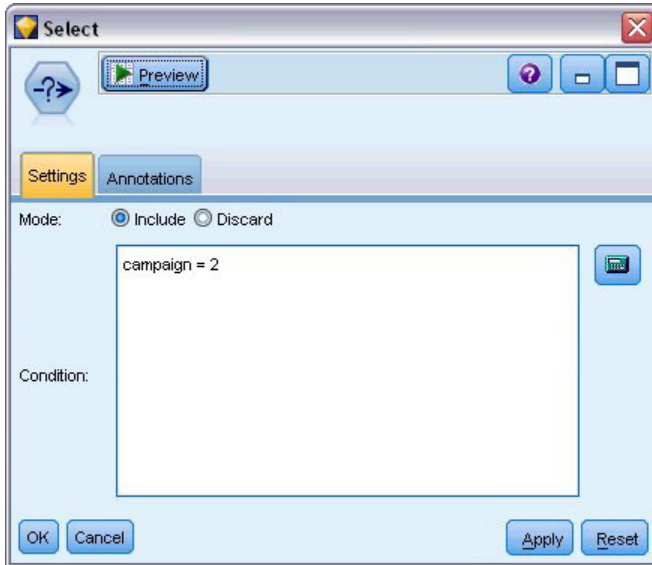 Select
-?
Preview
?
Settings Annotations
Mode: Include Discard
campaign = 2
Condition:
OK Cancel Apply Reset